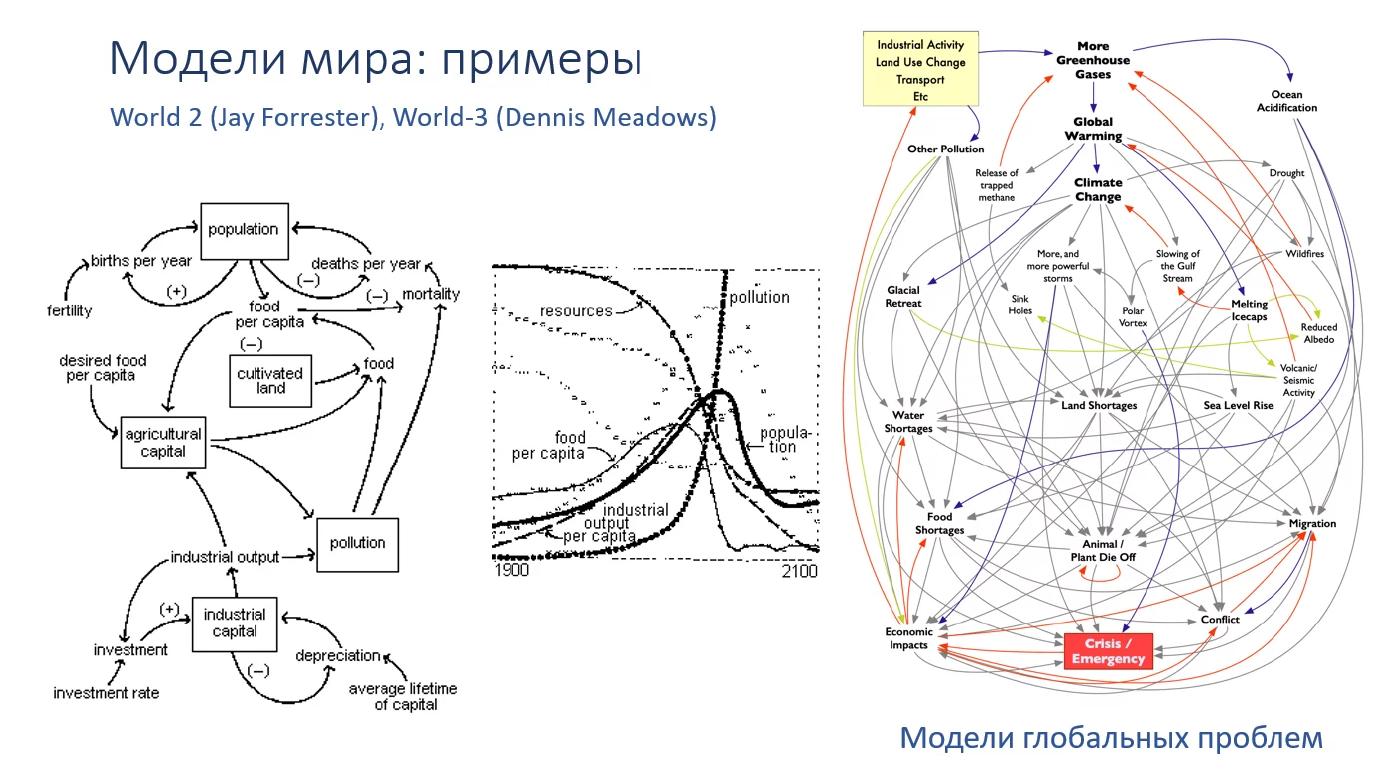 Модели мира: примеры
World 2 (Jay Forrester), World-3 (Dennis Meadows)
population
births per year
deaths per year
(+)
(−)
(−)
mortality
fertility
food
per capita
(−)
desired food
per capita
cultivated
land
food
agricultural
capital
pollution
industrial output
(+)
industrial
capital
investment
(−)
depreciation
investment rate
average lifetime
of capital
pollution
resources
food
per capita
popula-
tion
industrial
output
per capita
1900
2100
Industrial Activity
Land Use Change
Transport
Etc
More
Greenhouse
Gases
Ocean
Acidification
Global
Warming
Other Pollution
Release of
trapped
methane
Drought
Climate
Change
More, and
more powerful
storms
Slowing of
the Gulf
Stream
Wildfires
Glacial
Retreat
Sink
Holes
Polar
Vortex
Melting
Icecaps
Reduced
Albedo
Volcanic/
Seismic
Activity
Water
Shortages
Land Shortages
Sea Level Rise
Food
Shortages
Migration
Animal /
Plant Die Off
Economic
Impacts
Conflict
Crisis /
Emergency
Модели глобальных проблем